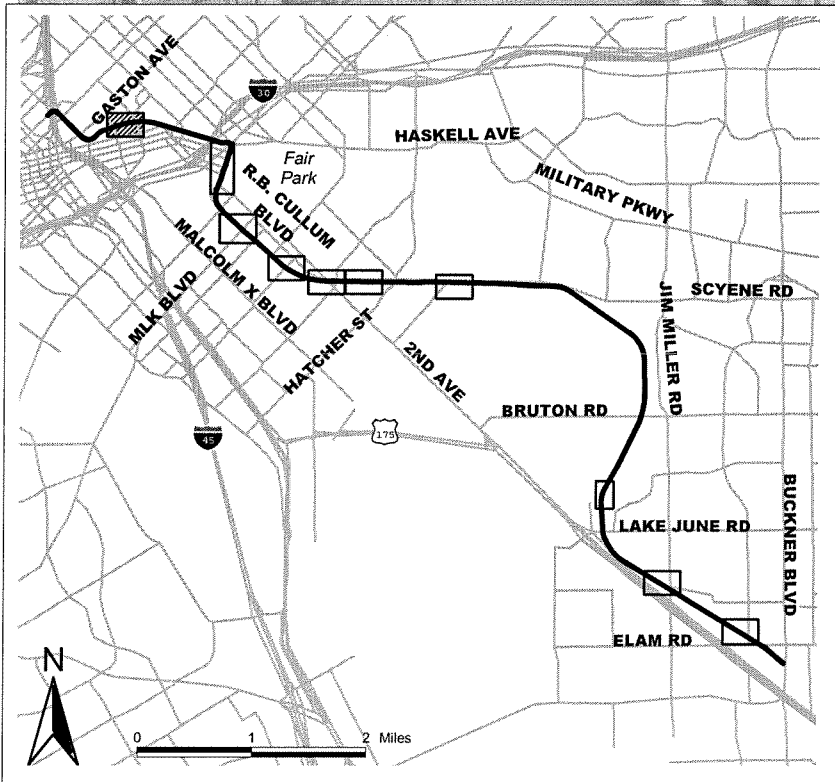 GASTON AVE
30
HASKELL AVE
Fair
Park
R.B. CULLUM
BLVD
MILITARY PKWY
MALCOLM X BLVD
MLK BLVD
SCYENE RD
JIM MILLER RD
HATCHER ST
2ND AVE
BRUTON RD
175
45
BUCKNER BLVD
LAKE JUNE RD
ELAM RD
N
0 1 2 Miles